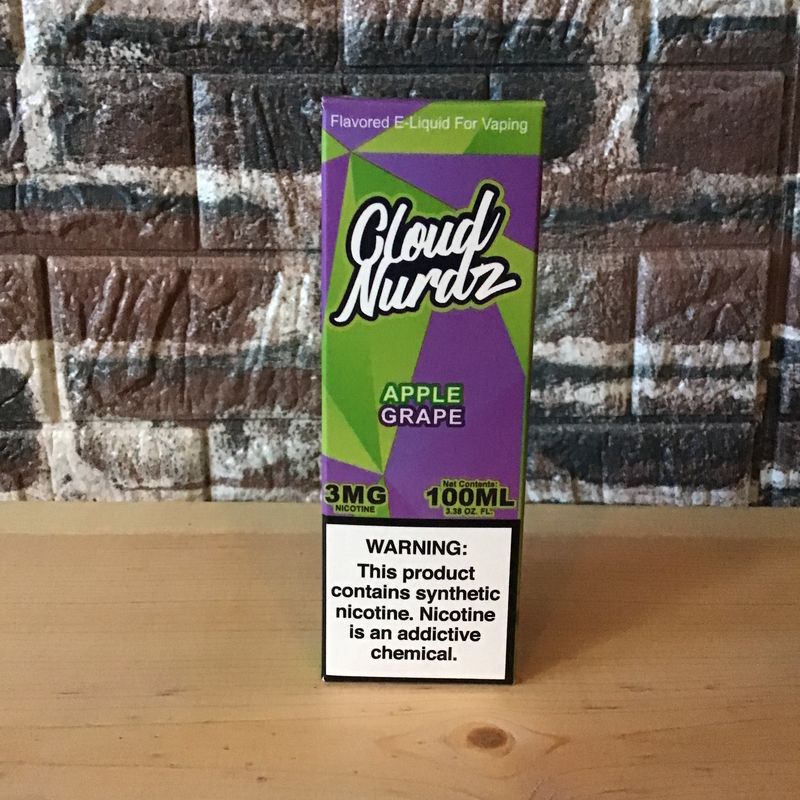 Flavored E-Liquid For Vaping
Cloud
Nurdz
APPLE
GRAPE
3MG
NICOTINE
Net Contents:
100ML
3.38 OZ. FL.
WARNING:
This product
contains synthetic
nicotine. Nicotine
is an addictive
chemical.